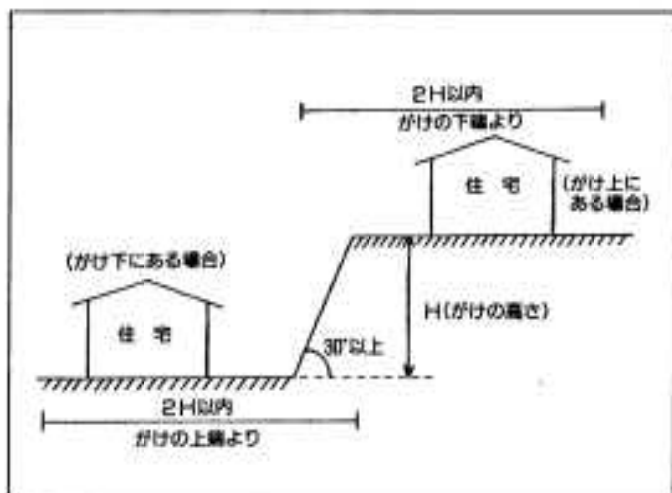 2H以内
がけの下端より
住 宅
(がけ上に
ある場合)
(がけ下にある場合)
住 宅
H(がけの高さ)
30°以上
2H以内
がけの上端より